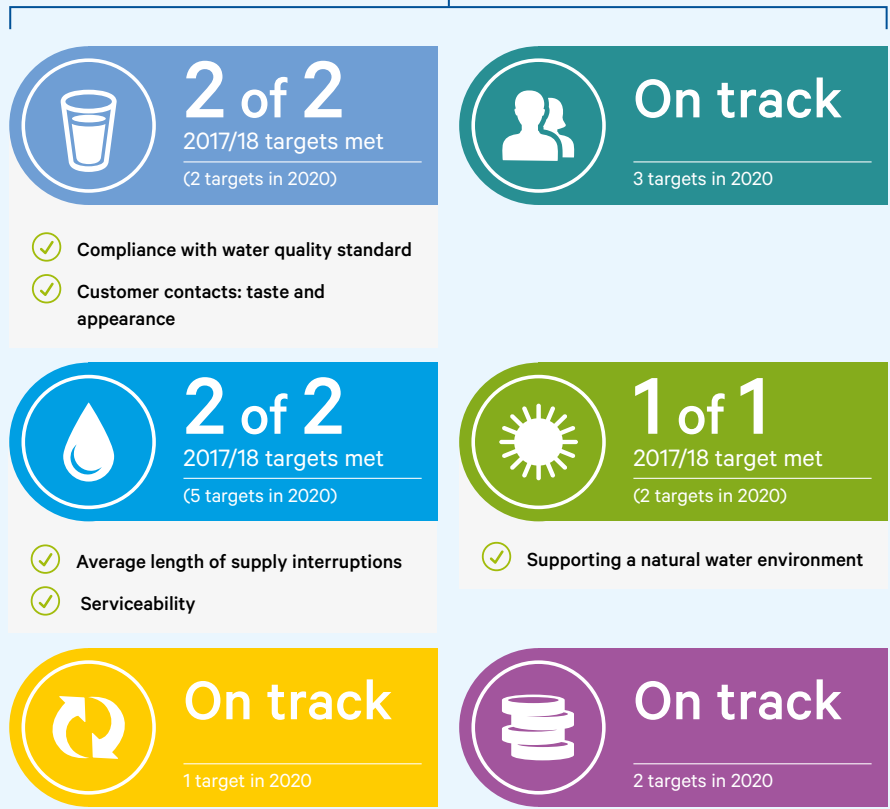 2 of 2
2017/18 targets met
(2 targets in 2020)
Compliance with water quality standard
Customer contacts: taste and
appearance
On track
3 targets in 2020
2 of 2
2017/18 targets met
(5 targets in 2020)
Average length of supply interruptions
Serviceability
1 of 1
2017/18 target met
(2 targets in 2020)
Supporting a natural water environment
On track
1 target in 2020
On track
2 targets in 2020